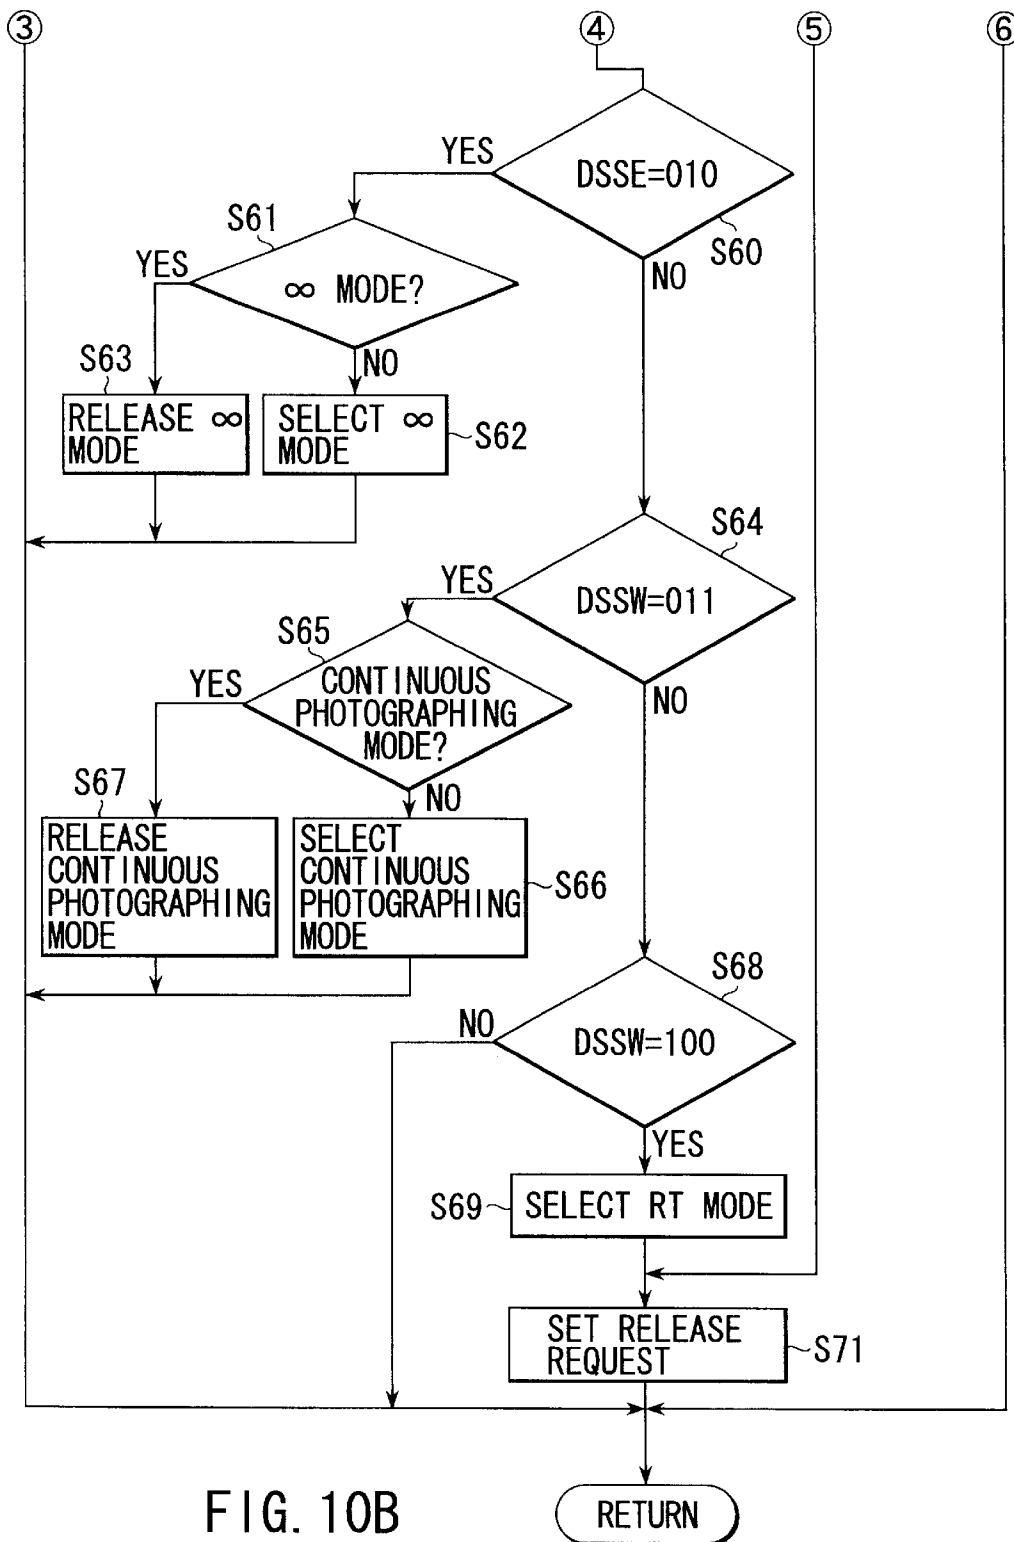 ③ ④ ⑤ ⑥
YES
DSSE=010
S60
NO
S61
YES
∞ MODE?
NO
S63
RELEASE ∞
MODE
SELECT ∞
MODE
S62
S64
YES
DSSW=011
NO
S65
YES
CONTINUOUS
PHOTOGRAPHING
MODE?
NO
S67
RELEASE
CONTINUOUS
PHOTOGRAPHING
MODE
SELECT
CONTINUOUS
PHOTOGRAPHING
MODE
S66
S68
NO
DSSW=100
YES
S69
SELECT RT MODE
SET RELEASE
REQUEST
S71
FIG. 10B
RETURN